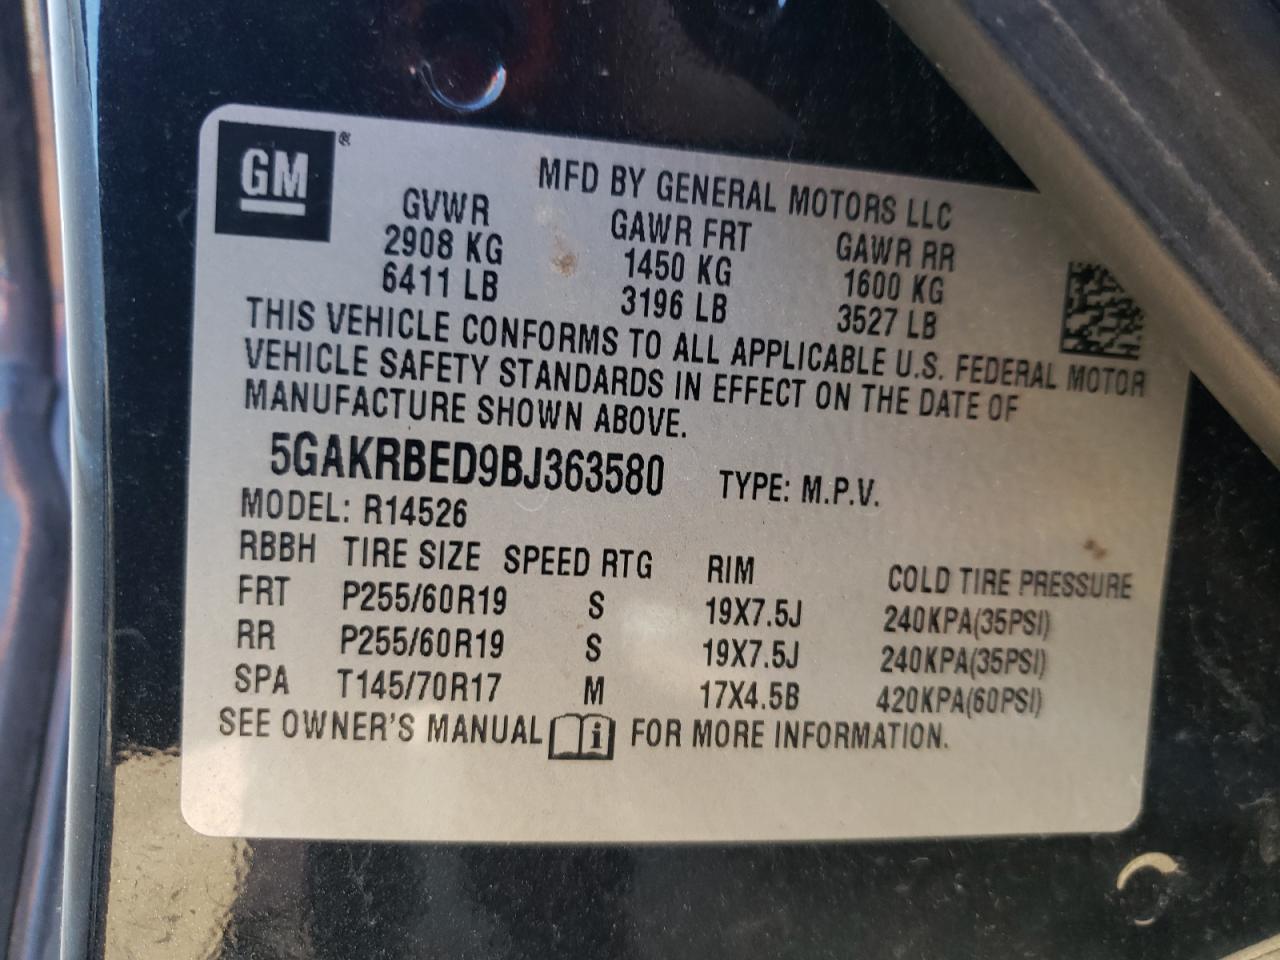 GM ®
MFD BY GENERAL MOTORS LLC
GVWR GAWR FRT GAWR RR
2908 KG 1450 KG 1600 KG
6411 LB 3196 LB 3527 LB
THIS VEHICLE CONFORMS TO ALL APPLICABLE U.S. FEDERAL MOTOR
VEHICLE SAFETY STANDARDS IN EFFECT ON THE DATE OF
MANUFACTURE SHOWN ABOVE.
5GAKRBED9BJ363580 TYPE: M.P.V.
MODEL: R14526
RBBH TIRE SIZE SPEED RTG RIM COLD TIRE PRESSURE
FRT P255/60R19 S 19X7.5J 240KPA(35PSI)
RR P255/60R19 S 19X7.5J 240KPA(35PSI)
SPA T145/70R17 M 17X4.5B 420KPA(60PSI)
SEE OWNER'S MANUAL i FOR MORE INFORMATION.